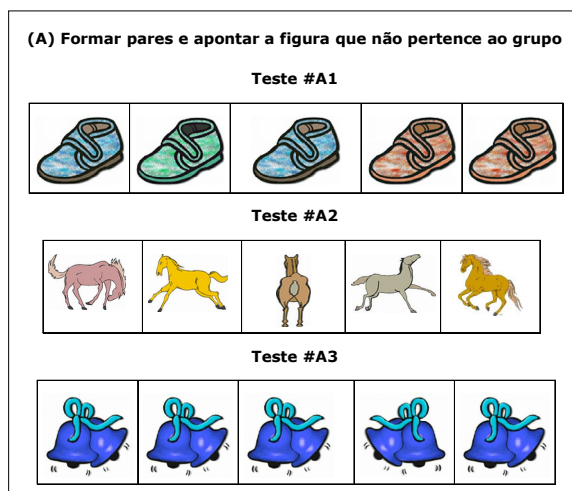 (A) Formar pares e apontar a figura que não pertence ao grupo
Teste #A1
Teste #A2
Teste #A3